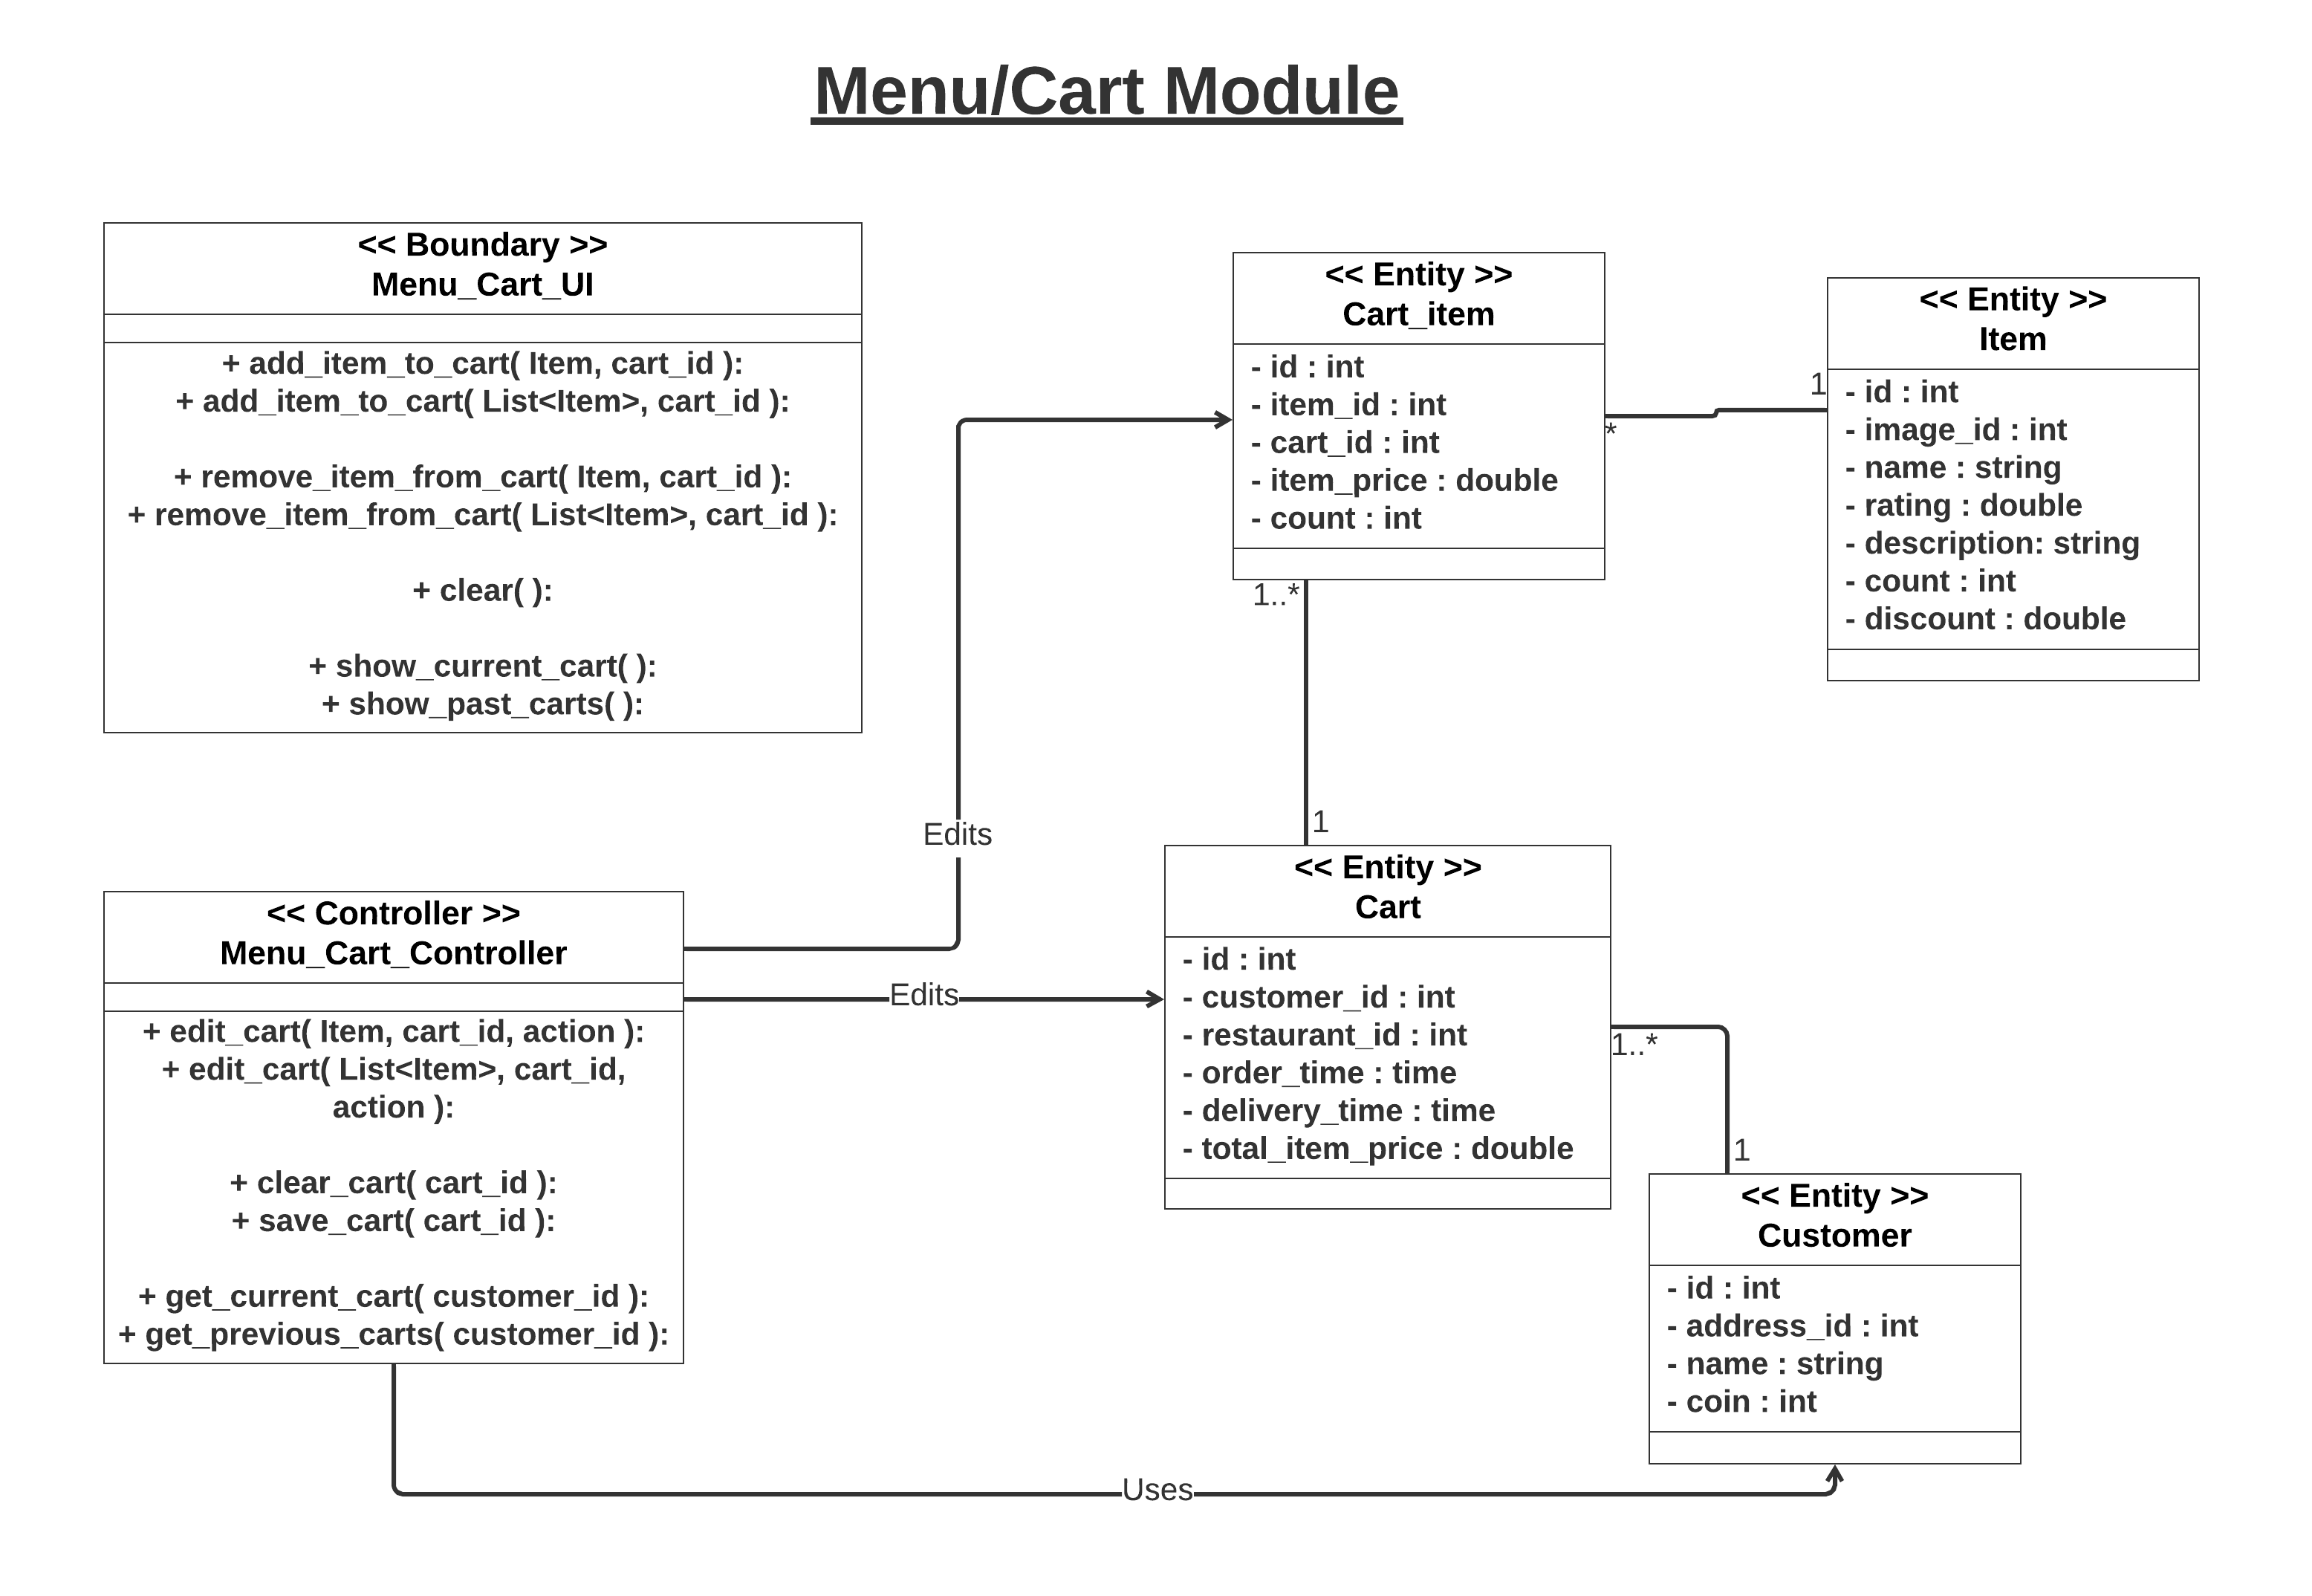 Menu/Cart Module
<< Boundary >>
Menu_Cart_UI
+ add_item_to_cart( Item, cart_id ):
+ add_item_to_cart( List<Item>, cart_id ):
+ remove_item_from_cart( Item, cart_id ):
+ remove_item_from_cart( List<Item>, cart_id ):
+ clear( ):
+ show_current_cart( ):
+ show_past_carts( ):
<< Entity >>
Cart_item
- id : int
- item_id : int
- cart_id : int
- item_price : double
- count : int
*
1
<< Entity >>
Item
- id : int
- image_id : int
- name : string
- rating : double
- description: string
- count : int
- discount : double
1..*
1
Edits
Edits
<< Controller >>
Menu_Cart_Controller
+ edit_cart( Item, cart_id, action ):
+ edit_cart( List<Item>, cart_id,
action ):
+ clear_cart( cart_id ):
+ save_cart( cart_id ):
+ get_current_cart( customer_id ):
+ get_previous_carts( customer_id ):
<< Entity >>
Cart
- id : int
- customer_id : int
- restaurant_id : int
- order_time : time
- delivery_time : time
- total_item_price : double
1..*
1
<< Entity >>
Customer
- id : int
- address_id : int
- name : string
- coin : int
Uses